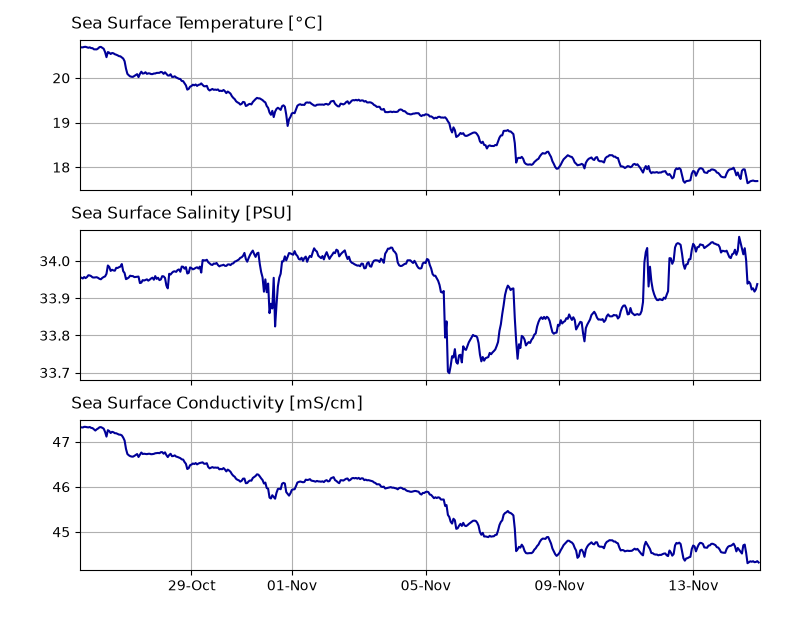 Sea Surface Temperature [°C]
20
19
18
Sea Surface Salinity [PSU]
34.0
33.9
33.8
33.7
Sea Surface Conductivity [mS/cm]
47
46
45
29-Oct 01-Nov 05-Nov 09-Nov 13-Nov